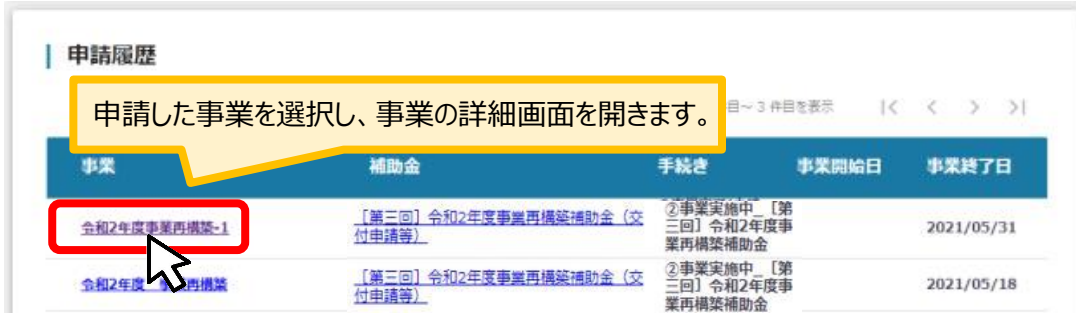 申請履歴
申請した事業を選択し、事業の詳細画面を開きます。
目～ 3 件目を表示 |< < > >|
事業 補助金 手続き 事業開始日 事業終了日
令和2年度事業再構築-1
［第三回］令和2年度事業再構築補助金（交
付申請等）
②事業実施中_［第
三回］令和2年度事
業再構築補助金
2021/05/31
令和2年度 事業再構築
［第三回］令和2年度事業再構築補助金（交
付申請等）
②事業実施中_［第
三回］令和2年度事
業再構築補助金
2021/05/18